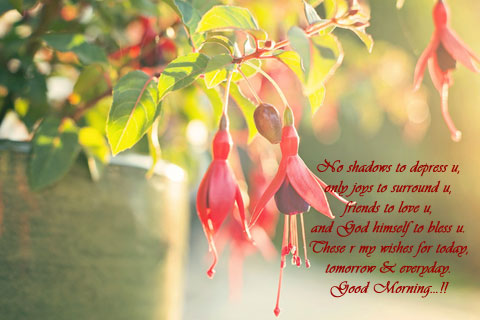 No shadows to depress u,
only joys to surround u,
friends to love u,
and God himself to bless u.
These r my wishes for today,
tomorrow & everyday.
Good Morning...!!